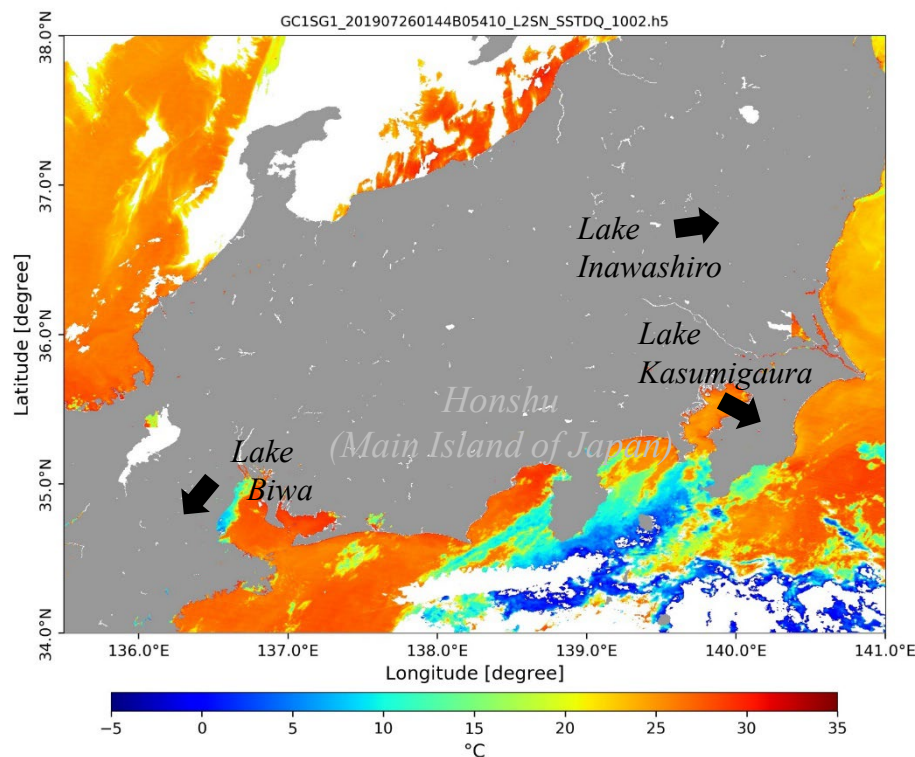 GC1SG1_201907260144B05410_L2SN_SSTDQ_1002.h5
38.0°N
37.0°N
36.0°N
35.0°N
34.0°N
Latitude [degree]
Lake
Inawashiro
Lake
Kasumigaura
Honshu
(Main Island of Japan)
Lake
Biwa
136.0°E 137.0°E 138.0°E 139.0°E 140.0°E 141.0°E
Longitude [degree]
−5 0 5 10 15 20 25 30 35
°C